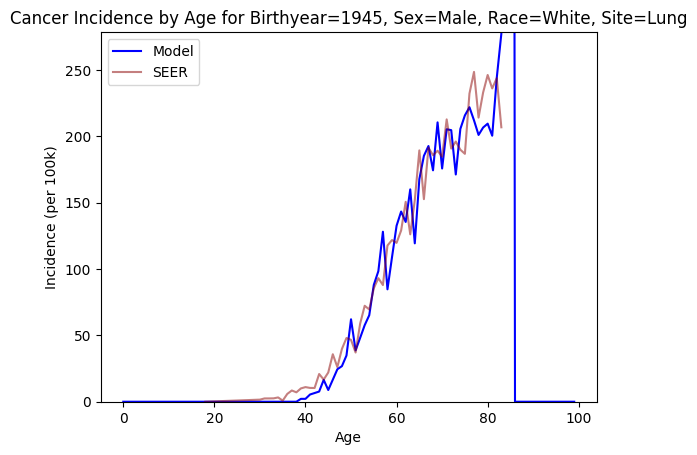 Cancer Incidence by Age for Birthyear=1945, Sex=Male, Race=White, Site=Lung
Model
SEER
250
200
150
100
50
0
Incidence (per 100k)
0 20 40 60 80 100
Age